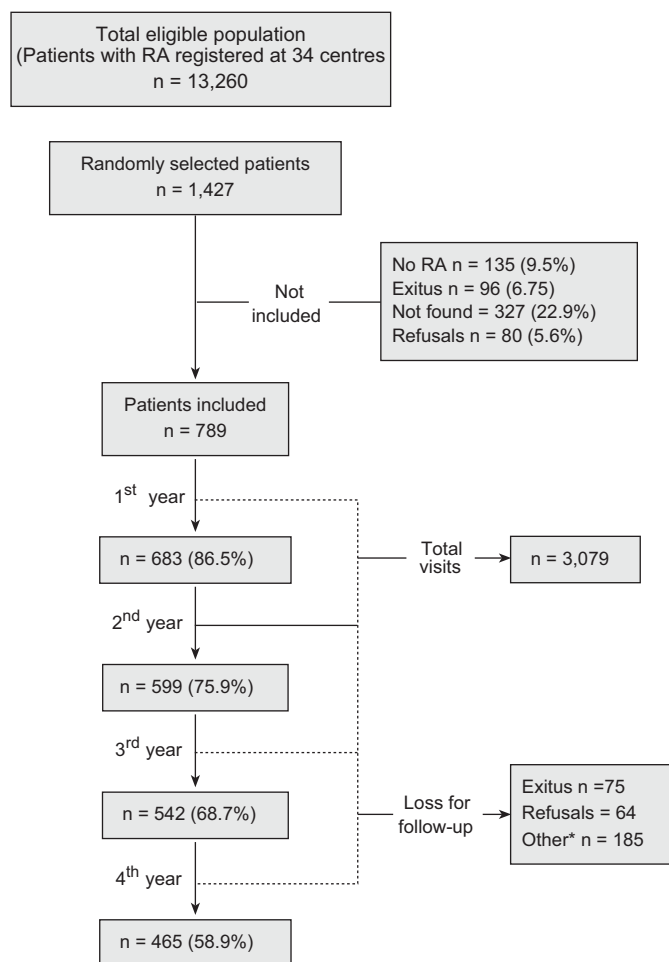 Total eligible population
(Patients with RA registered at 34 centres
n = 13,260
Randomly selected patients
n = 1,427
No RA n = 135 (9.5%)
Exitus n = 96 (6.75)
Not found = 327 (22.9%)
Refusals n = 80 (5.6%)
Not
included
Patients included
n = 789
1st year
n = 683 (86.5%)
Total
visits
n = 3,079
2nd year
n = 599 (75.9%)
3rd year
n = 542 (68.7%)
Loss for
follow-up
Exitus n =75
Refusals = 64
Other* n = 185
4th year
n = 465 (58.9%)